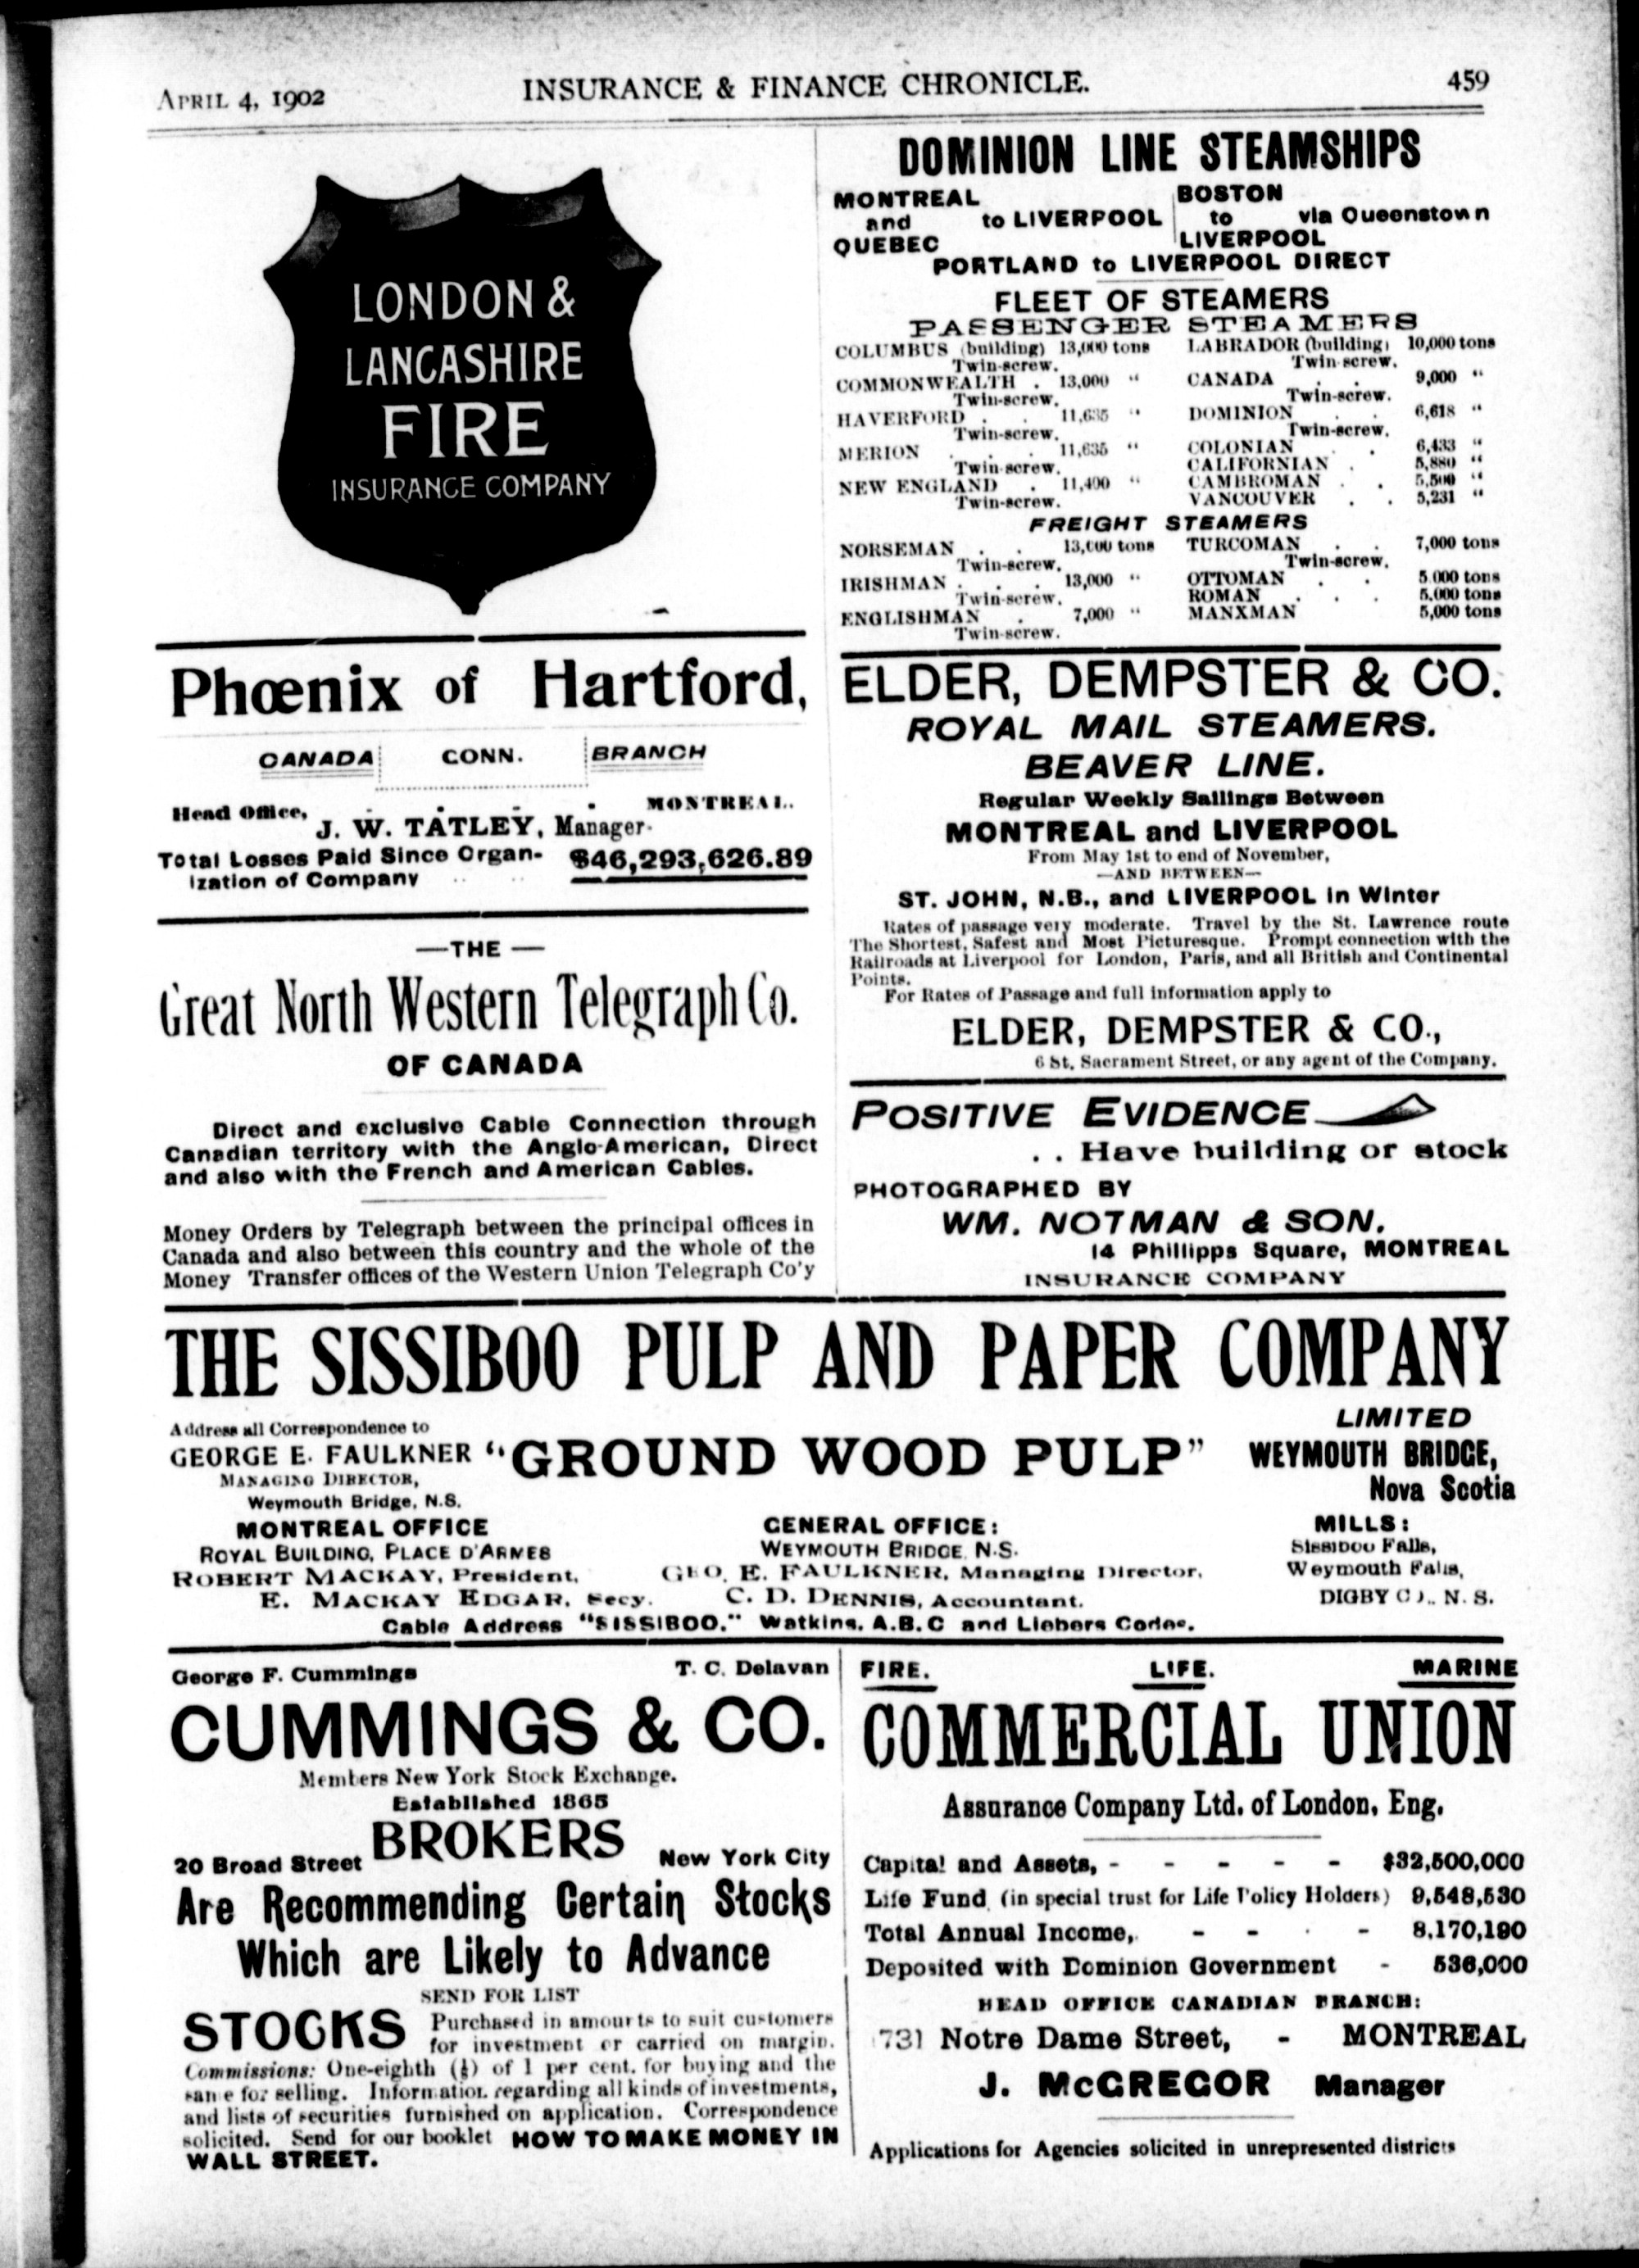 APRIL 4, 1902
INSURANCE & FINANCE CHRONICLE.
459
LONDON &
LANCASHIRE
FIRE
INSURANCE COMPANY
Phœnix of Hartford,
CANADA CONN. BRANCH
Head Office, . . . MONTREAL.
J. W. TATLEY, Manager.
Total Losses Paid Since Organ- $46,293,626.89
ization of Company
—THE—
Great North Western Telegraph Co.
OF CANADA
Direct and exclusive Cable Connection through
Canadian territory with the Anglo-American, Direct
and also with the French and American Cables.
Money Orders by Telegraph between the principal offices in
Canada and also between this country and the whole of the
Money Transfer offices of the Western Union Telegraph Co'y
DOMINION LINE STEAMSHIPS
MONTREAL
and to LIVERPOOL
QUEBEC
BOSTON
to via Queenstown
LIVERPOOL
PORTLAND to LIVERPOOL DIRECT
FLEET OF STEAMERS
PASSENGER STEAMERS
COLUMBUS (building) 13,000 tons
Twin-screw.
COMMONWEALTH . 13,000 "
Twin-screw.
HAVERFORD . . 11,635 "
Twin-screw.
MERION . . . 11,635 "
Twin-screw.
NEW ENGLAND . 11,400 "
Twin-screw.
LABRADOR (building) 10,000 tons
Twin screw.
CANADA . . 9,000 "
Twin-screw.
DOMINION . . 6,618 "
Twin-screw.
COLONIAN . . 6,433 "
CALIFORNIAN . 5,880 "
CAMBROMAN . . 5,500 "
VANCOUVER . . 5,231 "
FREIGHT STEAMERS
NORSEMAN . . 13,000 tons
Twin-screw.
IRISHMAN . . . 13,000 "
Twin-screw.
ENGLISHMAN . 7,000 "
Twin-screw.
TURCOMAN . . 7,000 tons
Twin-screw.
OTTOMAN . . 5 000 tons
ROMAN . . . 5,000 tons
MANXMAN 5,000 tons
ELDER, DEMPSTER & CO.
ROYAL MAIL STEAMERS.
BEAVER LINE.
Regular Weekly Sailings Between
MONTREAL and LIVERPOOL
From May 1st to end of November,
—AND BETWEEN—
ST. JOHN, N.B., and LIVERPOOL in Winter
Rates of passage very moderate. Travel by the St. Lawrence route
The Shortest, Safest and Most Picturesque. Prompt connection with the
Railroads at Liverpool for London, Paris, and all British and Continental
Points.
For Rates of Passage and full information apply to
ELDER, DEMPSTER & CO.,
6 St. Sacrament Street, or any agent of the Company.
POSITIVE EVIDENCE
. . Have building or stock
PHOTOGRAPHED BY
WM. NOTMAN & SON,
14 Phillipps Square, MONTREAL
INSURANCE COMPANY
THE SISSIBOO PULP AND PAPER COMPANY
LIMITED
Address all Correspondence to
GEORGE E. FAULKNER
MANAGING DIRECTOR,
Weymouth Bridge, N.S.
"GROUND WOOD PULP"
WEYMOUTH BRIDGE,
Nova Scotia
MONTREAL OFFICE
ROYAL BUILDING, PLACE D'ARMES
ROBERT MACKAY, President.
E. MACKAY EDGAR, Secy.
GENERAL OFFICE:
WEYMOUTH BRIDGE, N.S.
GEO. E. FAULKNER, Managing Director.
C. D. DENNIS, Accountant.
MILLS:
Sissiboo Falls,
Weymouth Falls,
DIGBY CO., N. S.
Cable Address "SISSIBOO." Watkins, A.B.C and Liebers Codes.
George F. Cummings T. C. Delavan
CUMMINGS & CO.
Members New York Stock Exchange.
Established 1865
20 Broad Street BROKERS New York City
Are Recommending Certain Stocks
Which are Likely to Advance
SEND FOR LIST
STOCKS Purchased in amounts to suit customers
for investment or carried on margin.
Commissions: One-eighth (⅛) of 1 per cent. for buying and the
same for selling. Information regarding all kinds of investments,
and lists of securities furnished on application. Correspondence
solicited. Send for our booklet HOW TO MAKE MONEY IN
WALL STREET.
FIRE. LIFE. MARINE
COMMERCIAL UNION
Assurance Company Ltd. of London, Eng.
Capital and Assets, - - - - - $32,500,000
Life Fund (in special trust for Life Policy Holders) 9,548,530
Total Annual Income, - - - - 8,170,190
Deposited with Dominion Government - 536,000
HEAD OFFICE CANADIAN BRANCH:
731 Notre Dame Street, - MONTREAL
J. McGREGOR Manager
Applications for Agencies solicited in unrepresented districts